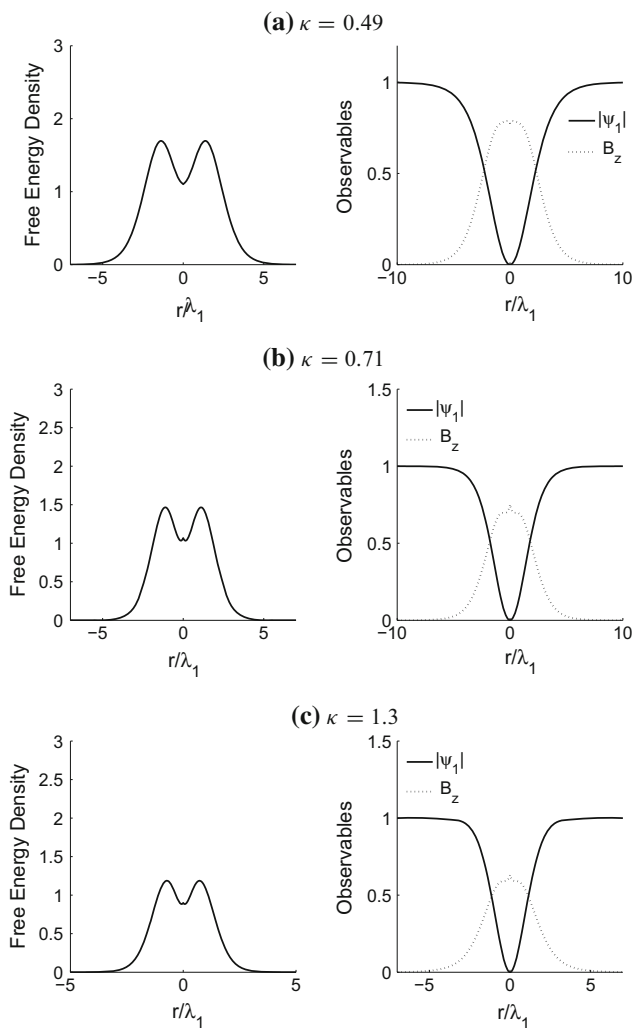 (a) κ = 0.49
Free Energy Density
3
2
1
0
−5 0 5
r/λ₁
Observables
1
0.5
0
−10 0 10
r/λ₁
|ψ₁|
B_z
(b) κ = 0.71
Free Energy Density
3
2.5
2
1.5
1
0.5
0
−5 0 5
r/λ₁
Observables
1.5
1
0.5
0
−10 0 10
r/λ₁
|ψ₁|
B_z
(c) κ = 1.3
Free Energy Density
3
2.5
2
1.5
1
0.5
0
−5 0 5
r/λ₁
Observables
1.5
1
0.5
0
−5 0 5
r/λ₁
|ψ₁|
B_z